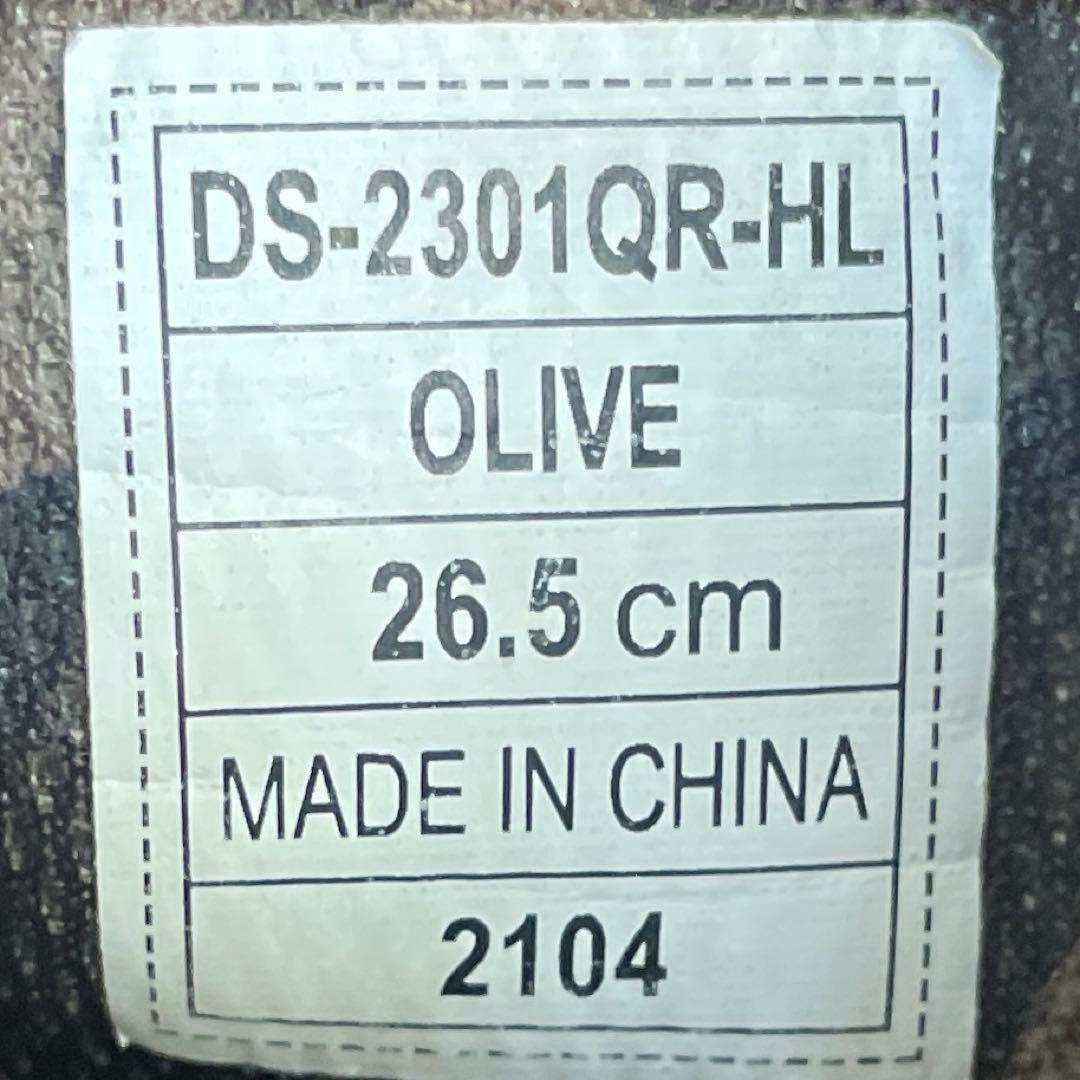 DS-2301QR-HL
OLIVE
26.5 cm
MADE IN CHINA
2104